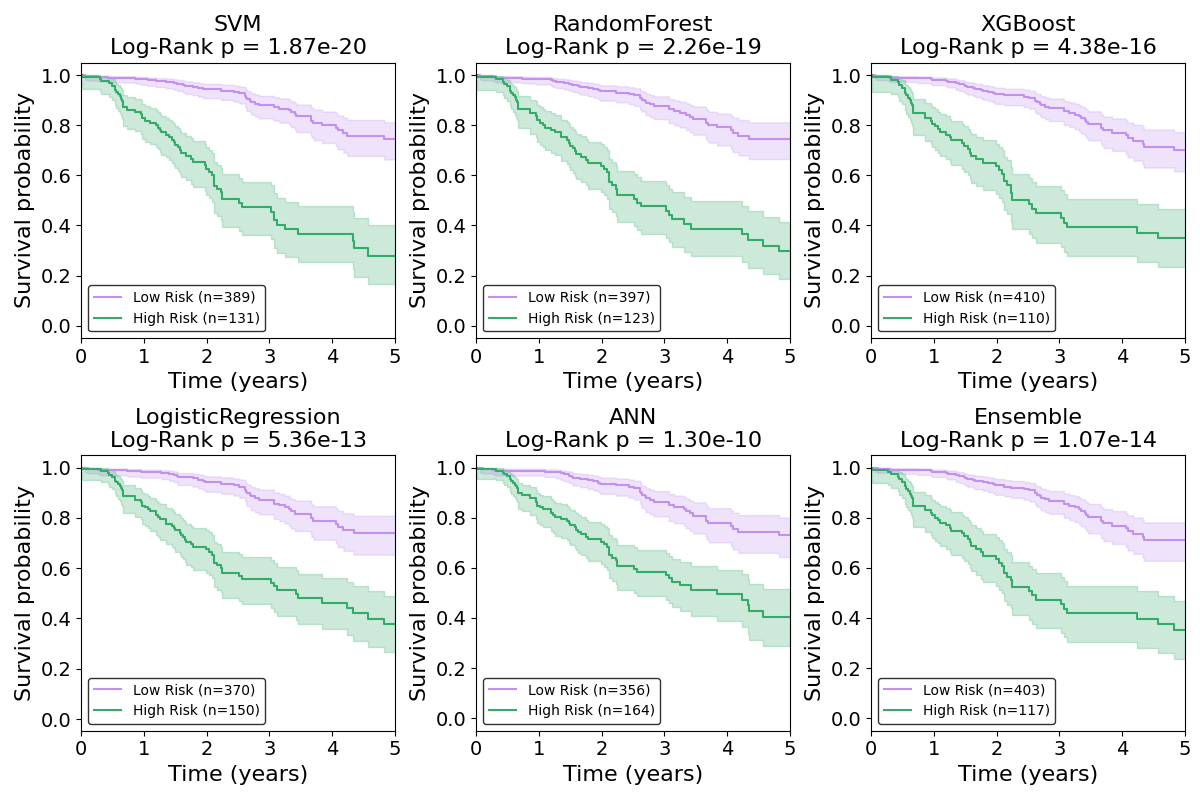 SVM
Log-Rank p = 1.87e-20
Survival probability
1.0
0.8
0.6
0.4
0.2
0.0
Low Risk (n=389)
High Risk (n=131)
0 1 2 3 4 5
Time (years)
RandomForest
Log-Rank p = 2.26e-19
Survival probability
1.0
0.8
0.6
0.4
0.2
0.0
Low Risk (n=397)
High Risk (n=123)
0 1 2 3 4 5
Time (years)
XGBoost
Log-Rank p = 4.38e-16
Survival probability
1.0
0.8
0.6
0.4
0.2
0.0
Low Risk (n=410)
High Risk (n=110)
0 1 2 3 4 5
Time (years)
LogisticRegression
Log-Rank p = 5.36e-13
Survival probability
1.0
0.8
0.6
0.4
0.2
0.0
Low Risk (n=370)
High Risk (n=150)
0 1 2 3 4 5
Time (years)
ANN
Log-Rank p = 1.30e-10
Survival probability
1.0
0.8
0.6
0.4
0.2
0.0
Low Risk (n=356)
High Risk (n=164)
0 1 2 3 4 5
Time (years)
Ensemble
Log-Rank p = 1.07e-14
Survival probability
1.0
0.8
0.6
0.4
0.2
0.0
Low Risk (n=403)
High Risk (n=117)
0 1 2 3 4 5
Time (years)